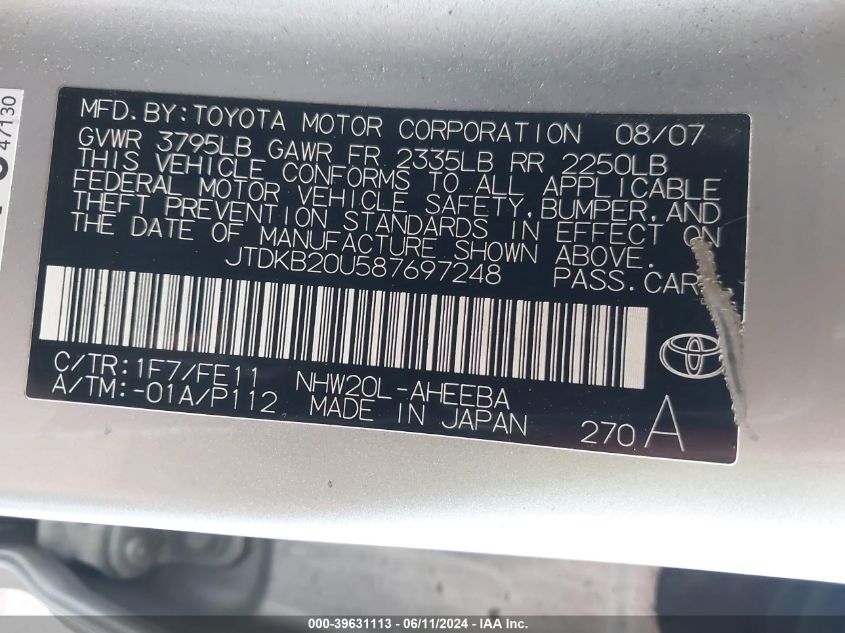 47130
MFD.BY:TOYOTA MOTOR CORPORATION 08/07
GVWR 3795LB GAWR FR 2335LB RR 2250LB
THIS VEHICLE CONFORMS TO ALL APPLICABLE
FEDERAL MOTOR VEHICLE SAFETY,BUMPER,AND
THEFT PREVENTION STANDARDS IN EFFECT ON
THE DATE OF MANUFACTURE SHOWN ABOVE.
JTDKB20U587697248 PASS.CAR
C/TR:1F7/FE11 NHW20L-AHEEBA
A/TM:-01A/P112 MADE IN JAPAN 270 A
000-39631113 - 06/11/2024 - IAAI Inc.